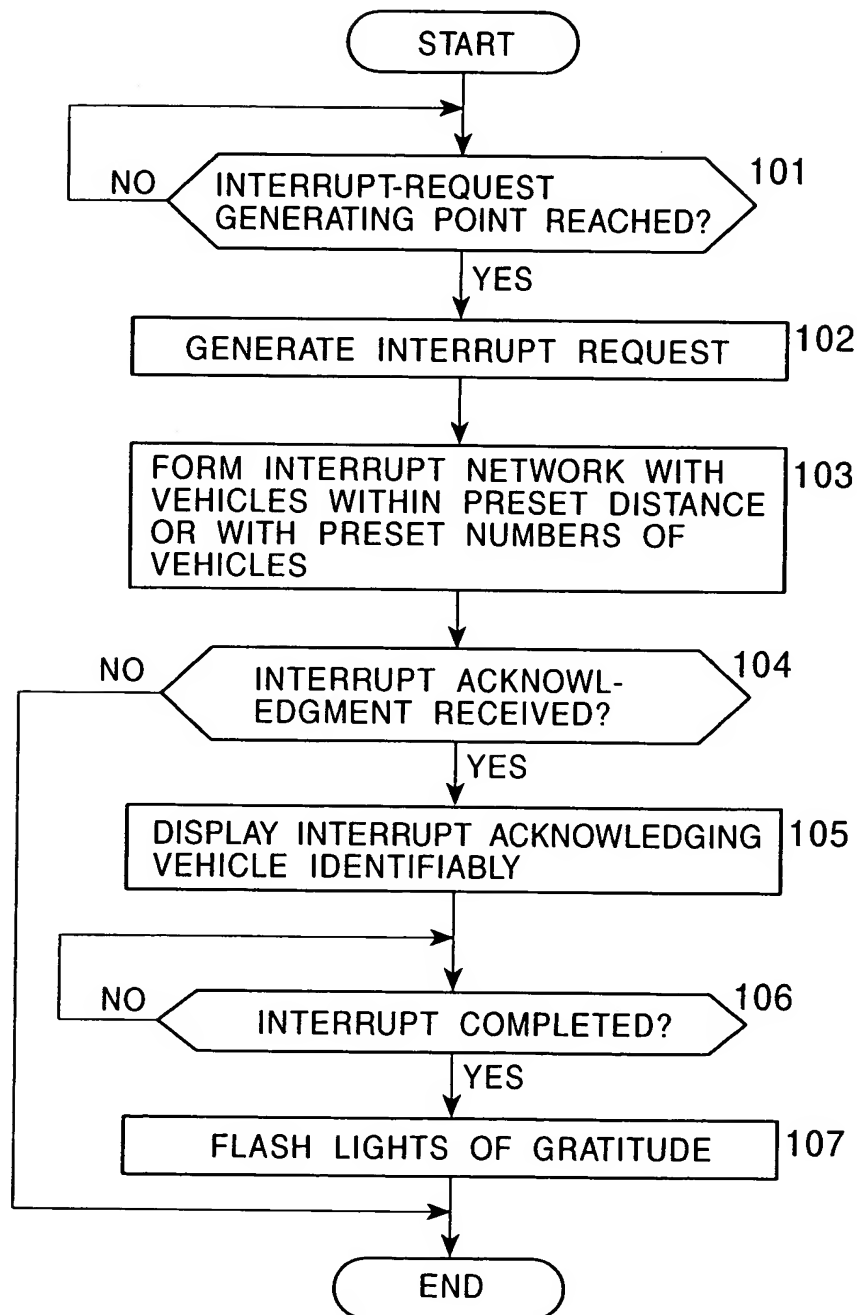 START
NO
INTERRUPT-REQUEST
GENERATING POINT REACHED?
101
YES
GENERATE INTERRUPT REQUEST
102
FORM INTERRUPT NETWORK WITH
VEHICLES WITHIN PRESET DISTANCE
OR WITH PRESET NUMBERS OF
VEHICLES
103
NO
INTERRUPT ACKNOWL-
EDGMENT RECEIVED?
104
YES
DISPLAY INTERRUPT ACKNOWLEDGING
VEHICLE IDENTIFIABLY
105
NO
INTERRUPT COMPLETED?
106
YES
FLASH LIGHTS OF GRATITUDE
107
END